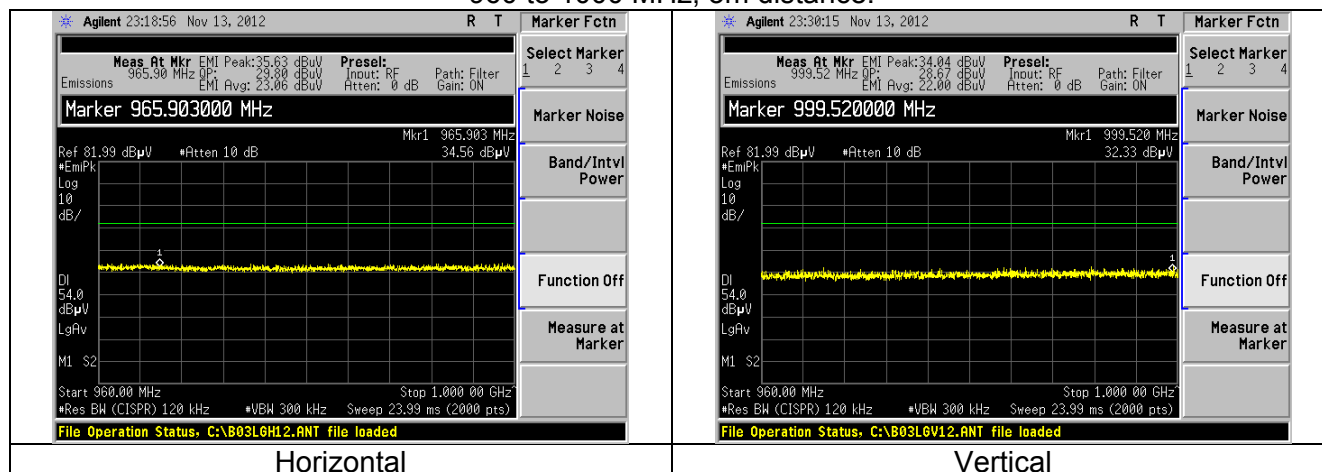 Agilent 23:18:56 Nov 13, 2012 R T
Marker Fctn
Meas At Mkr EMI Peak:35.63 dBuV Presel:
965.90 MHz QP: 29.80 dBuV Input: RF Path: Filter
Emissions EMI Avg: 23.06 dBuV Atten: 0 dB Gain: ON
Marker 965.903000 MHz
Mkr1 965.903 MHz
Ref 81.99 dBµV #Atten 10 dB 34.56 dBµV
#EmiPk
Log
10
dB/
1
DI
54.0
dBµV
LgAv
M1 S2
Start 960.00 MHz Stop 1.000 00 GHz^
#Res BW (CISPR) 120 kHz #VBW 300 kHz Sweep 23.99 ms (2000 pts)
File Operation Status, C:\B03LGH12.ANT file loaded
Select Marker
1 2 3 4
Marker Noise
Band/Intvl
Power
Function Off
Measure at
Marker
Horizontal
Agilent 23:30:15 Nov 13, 2012 R T
Marker Fctn
Meas At Mkr EMI Peak:34.04 dBuV Presel:
999.52 MHz QP: 28.67 dBuV Input: RF Path: Filter
Emissions EMI Avg: 22.00 dBuV Atten: 0 dB Gain: ON
Marker 999.520000 MHz
Mkr1 999.520 MHz
Ref 81.99 dBµV #Atten 10 dB 32.33 dBµV
#EmiPk
Log
10
dB/
1
DI
54.0
dBµV
LgAv
M1 S2
Start 960.00 MHz Stop 1.000 00 GHz^
#Res BW (CISPR) 120 kHz #VBW 300 kHz Sweep 23.99 ms (2000 pts)
File Operation Status, C:\B03LGV12.ANT file loaded
Select Marker
1 2 3 4
Marker Noise
Band/Intvl
Power
Function Off
Measure at
Marker
Vertical